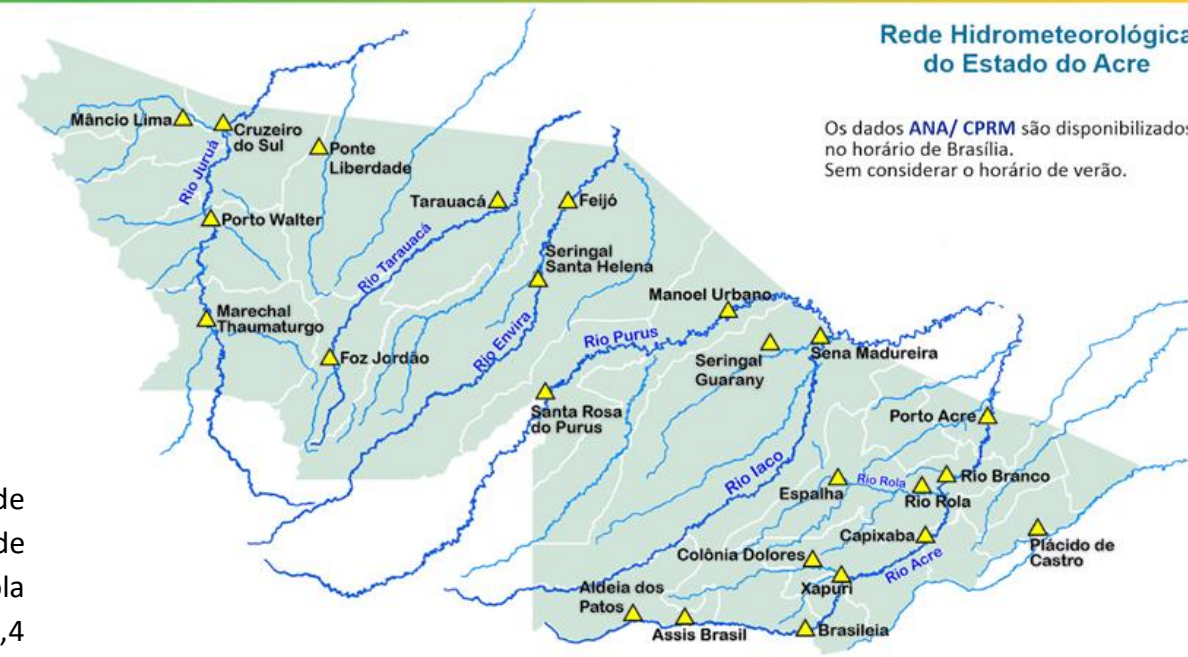 Rede Hidrometeorológica
do Estado do Acre
Os dados ANA/ CPRM são disponibilizados
no horário de Brasília.
Sem considerar o horário de verão.
Mâncio Lima
Cruzeiro
do Sul
Ponte
Liberdade
Rio Juruá
Porto Walter
Tarauacá
Feijó
Rio Tarauacá
Seringal
Santa Helena
Marechal
Thaumaturgo
Foz Jordão
Rio Envira
Manoel Urbano
Rio Purus
Seringal
Guarany
Sena Madureira
Santa Rosa
do Purus
Porto Acre
Rio Iaco
Espalha
Rio Rola
Rio Rola
Rio Branco
Capixaba
Plácido de
Castro
Colônia Dolores
Rio Acre
Xapuri
Aldeia dos
Patos
Assis Brasil
Brasileia
de
de
,4